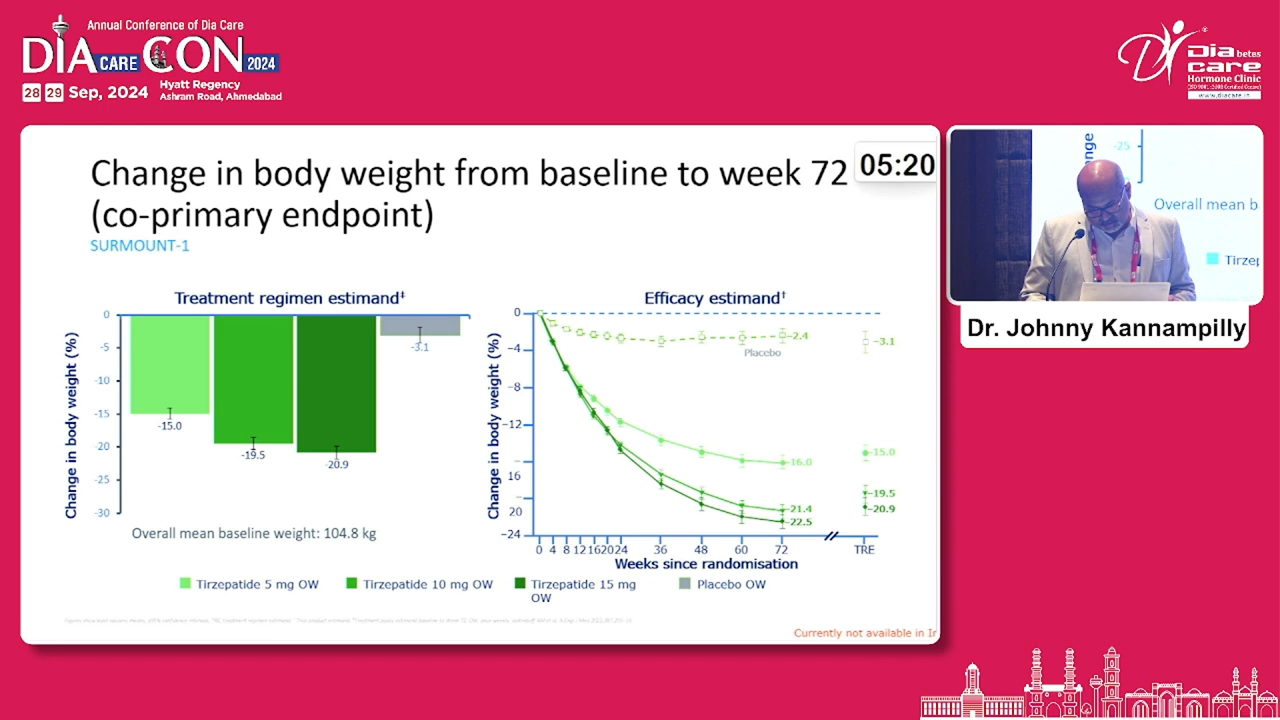 Annual Conference of Dia Care
DIA CARE CON 2024
28 29 Sep, 2024
Hyatt Regency
Ashram Road, Ahmedabad
Diabetes
care
Hormone Clinic
www.diacare.in
Change in body weight from baseline to week 72
(co-primary endpoint)
SURMOUNT-1
05:20
Treatment regimen estimand‡
Change in body weight (%)
0
-5
-10
-15
-20
-25
-30
-15.0
-19.5
-20.9
-3.1
Overall mean baseline weight: 104.8 kg
Efficacy estimand†
Change in body weight (%)
0
−4
−8
−12
16
−
20
−24
−2.4
Placebo
−3.1
−16.0
−15.0
−21.4
−19.5
−22.5
−20.9
0 4 8 12 16 20 24 36 48 60 72 TRE
Weeks since randomisation
Tirzepatide 5 mg OW
Tirzepatide 10 mg OW
Tirzepatide 15 mg
OW
Placebo OW
Currently not available in Ir
nge
-25
Overall mean b
Tirzep
Dr. Johnny Kannampilly